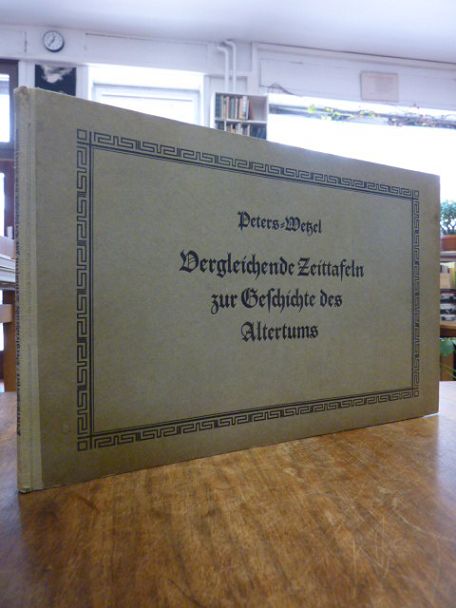 Peters-Wetzel
Vergleichende Zeittafeln
zur Geschichte des
Altertums